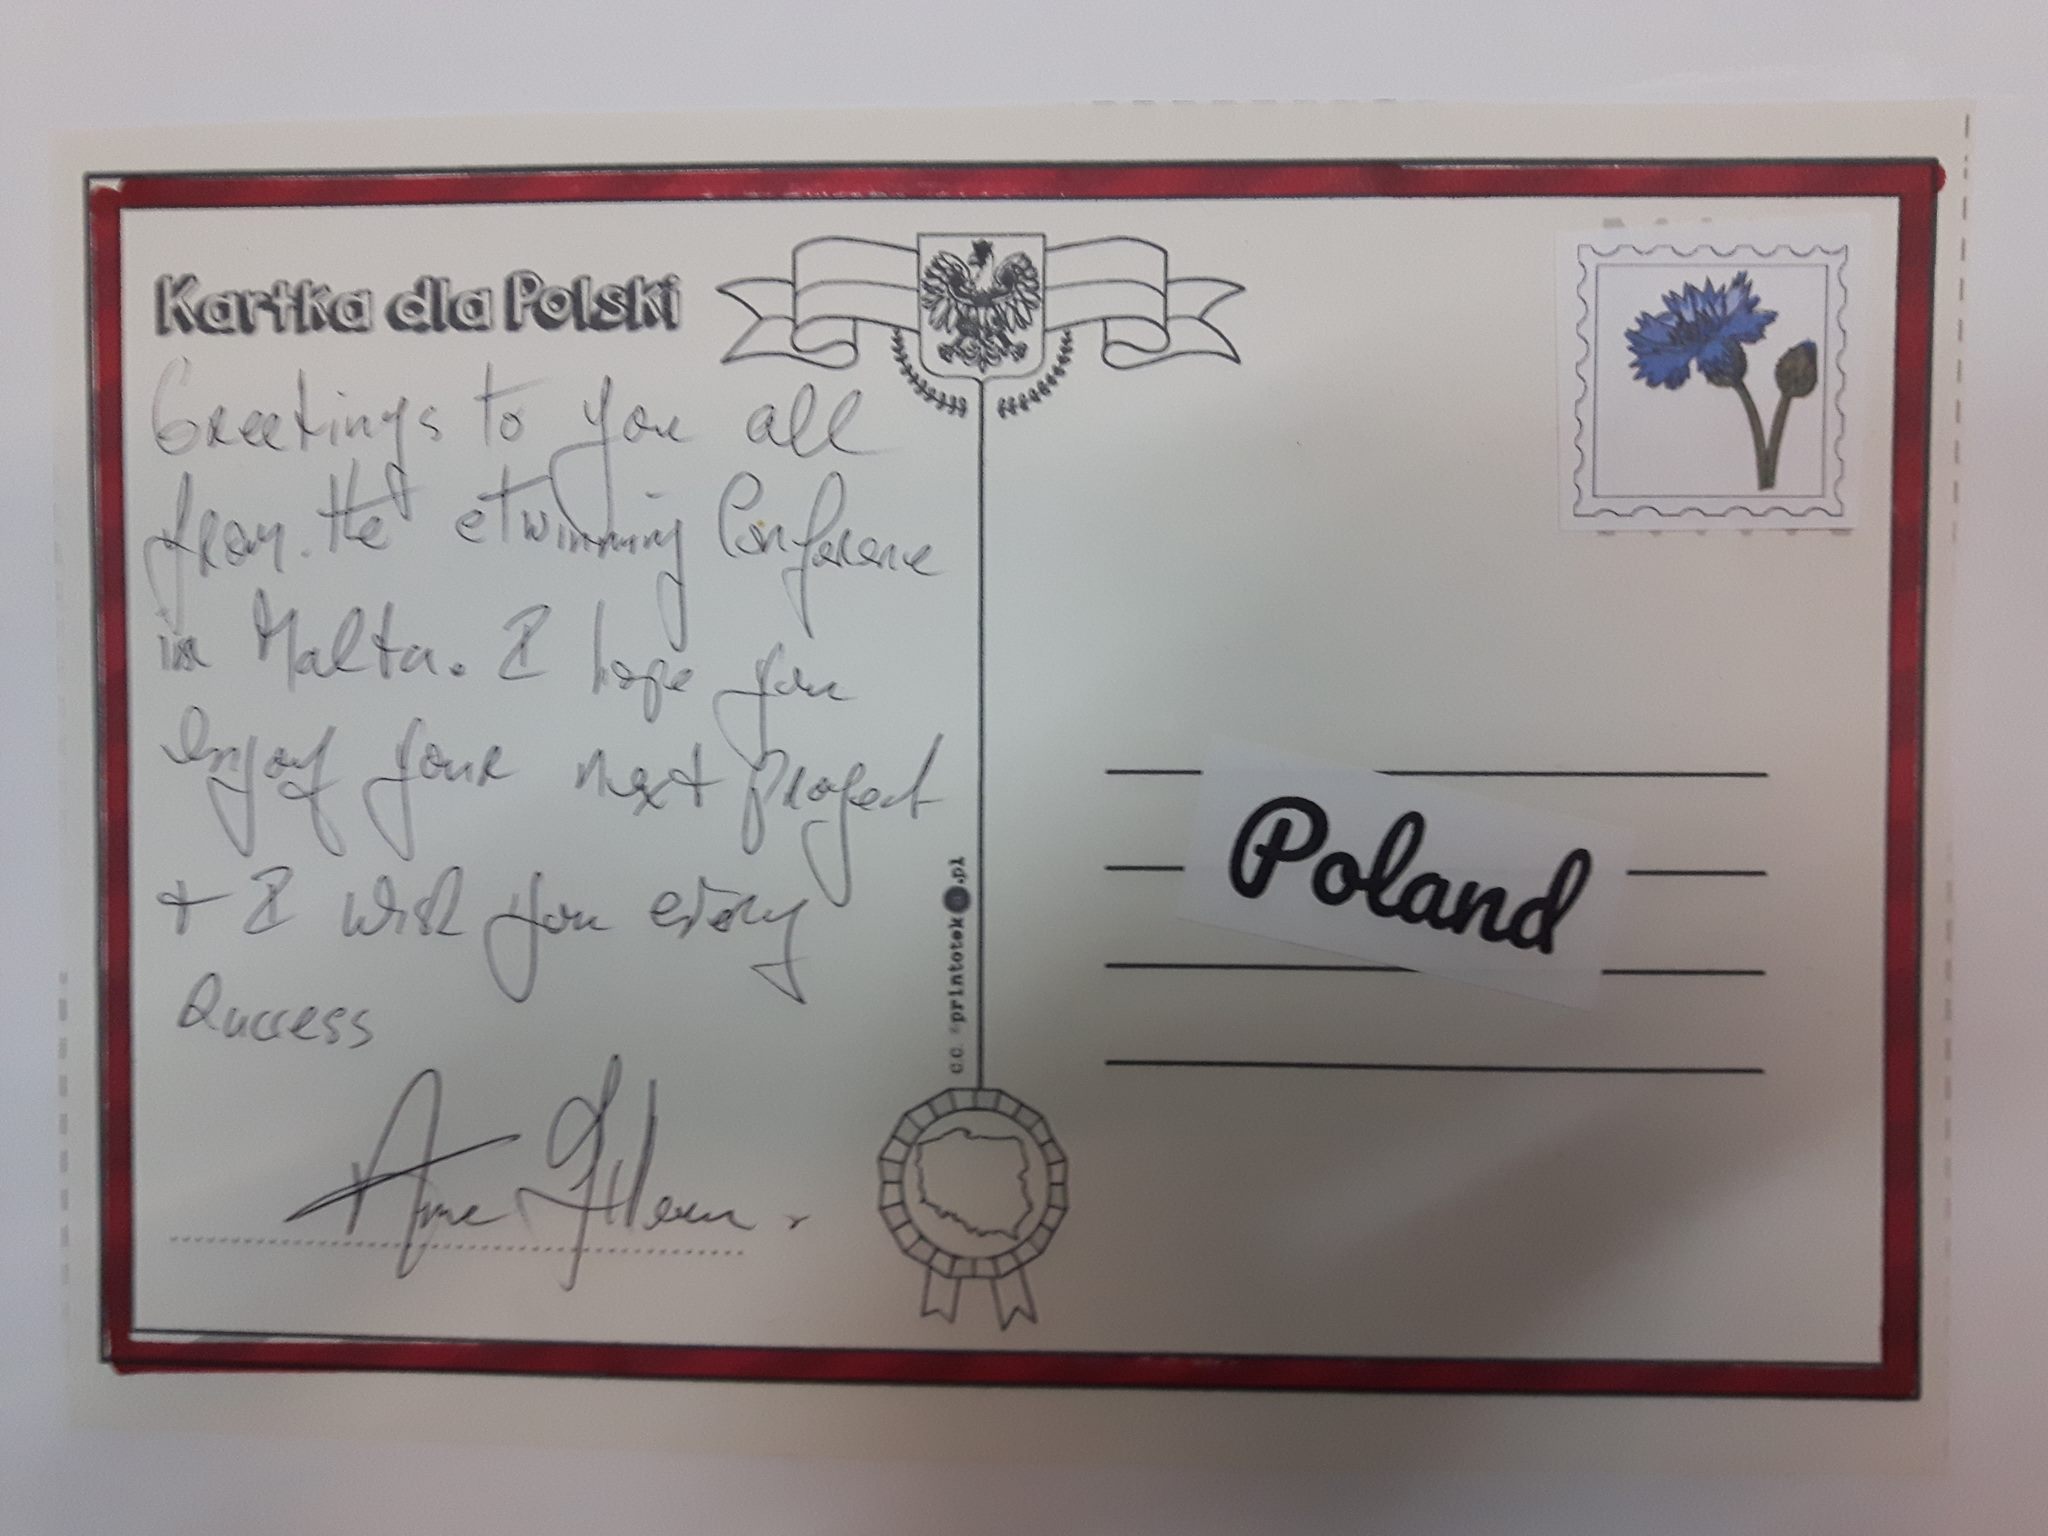 Kartka dla Polski
Greetings to you all
from the eTwinning Conference
in Malta. I hope you
enjoy your next project
+ I wish you every
success
Anne
c.c. printotek.pl
Poland